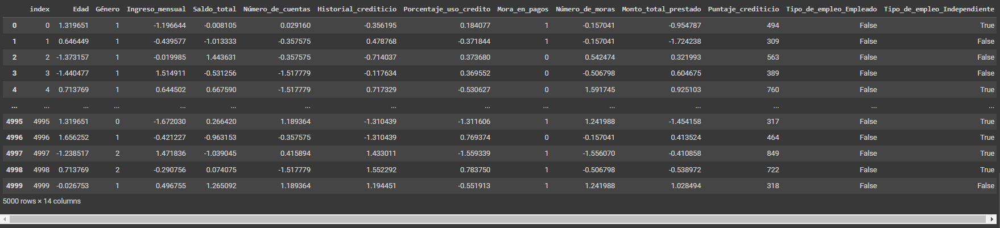 index Edad Género Ingreso_mensual Saldo_total Número_de_cuentas Historial_crediticio Porcentaje_uso_credito Mora_en_pagos Número_de_moras Monto_total_prestado Puntaje_crediticio Tipo_de_empleo_Empleado Tipo_de_empleo_Independiente
0 0 1.319651 1 -1.196644 -0.008105 0.029160 -0.356195 0.184077 1 -0.157041 -0.954787 494 False True
1 1 0.646449 1 -0.439577 -1.013333 -0.357575 0.478768 -0.371844 1 -0.157041 -1.724238 309 False False
2 2 -1.373157 1 -0.019985 1.443631 -0.357575 -0.714037 0.373680 0 0.542474 0.321993 563 False False
3 3 -1.440477 1 1.514911 -0.531256 -1.517779 -0.117634 0.369552 0 -0.506798 0.604675 389 False False
4 4 0.713769 1 0.644502 0.667590 -1.517779 0.717329 -0.530627 0 1.591745 0.925103 760 False True
... ... ... ... ... ... ... ... ... ... ... ... ... ... ...
4995 4995 1.319651 0 -1.672030 0.266420 1.189364 -1.310439 -1.311606 1 1.241988 -1.454158 317 False True
4996 4996 1.656252 1 -0.421227 -0.963153 -0.357575 -1.310439 0.769374 0 -0.157041 0.413524 464 False True
4997 4997 -1.238517 2 1.471836 -1.039045 0.415894 1.433011 -1.559339 1 -1.556070 -0.410858 849 False True
4998 4998 0.713769 2 -0.290756 0.074075 -1.517779 1.552292 0.783750 1 -0.506798 -0.538972 722 False True
4999 4999 -0.026753 1 0.496755 1.265092 1.189364 1.194451 -0.551913 1 1.241988 1.028494 318 False False
5000 rows × 14 columns